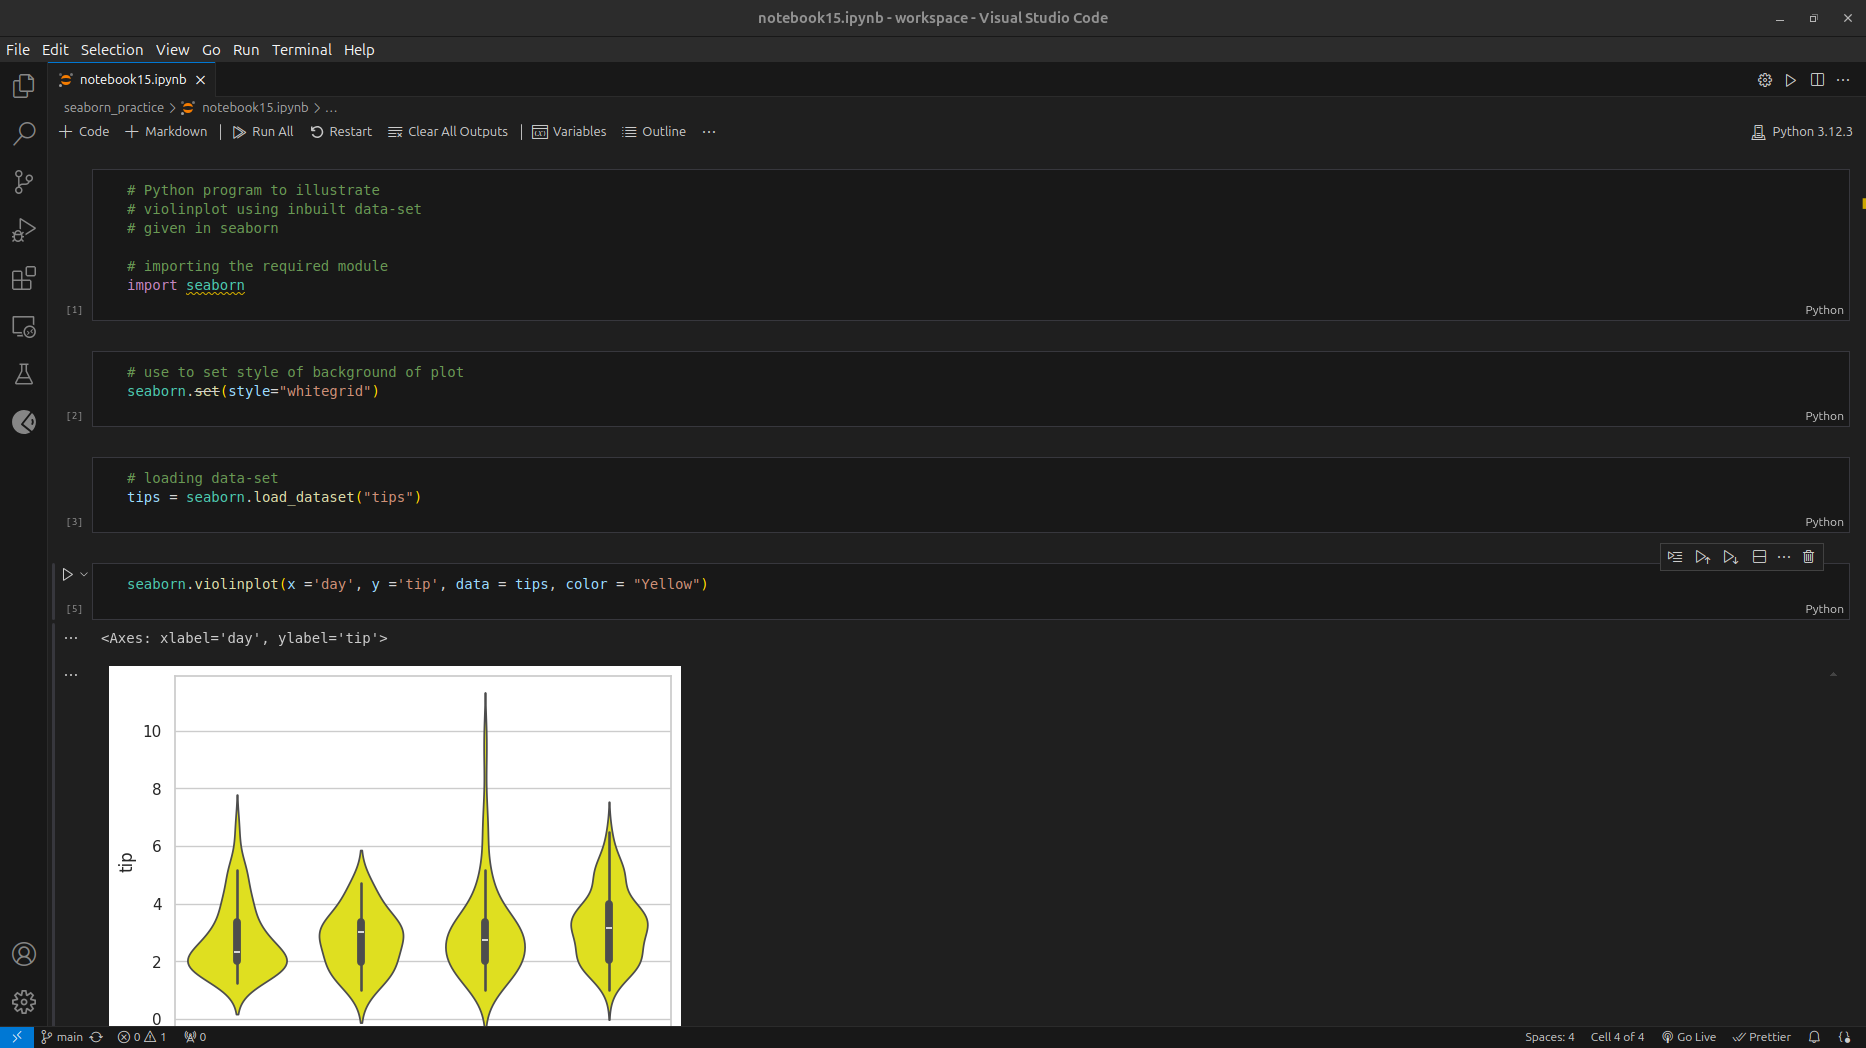 notebook15.ipynb - workspace - Visual Studio Code
File Edit Selection View Go Run Terminal Help
notebook15.ipynb
seaborn_practice > notebook15.ipynb > ...
+ Code + Markdown | Run All Restart Clear All Outputs | Variables Outline ...
Python 3.12.3
# Python program to illustrate
# violinplot using inbuilt data-set
# given in seaborn
# importing the required module
import seaborn
[1]
Python
# use to set style of background of plot
seaborn.set(style="whitegrid")
[2]
Python
# loading data-set
tips = seaborn.load_dataset("tips")
[3]
Python
seaborn.violinplot(x ='day', y ='tip', data = tips, color = "Yellow")
[5]
Python
<Axes: xlabel='day', ylabel='tip'>
10
8
6
4
2
0
tip
main 0 1 0
Spaces: 4 Cell 4 of 4 Go Live Prettier